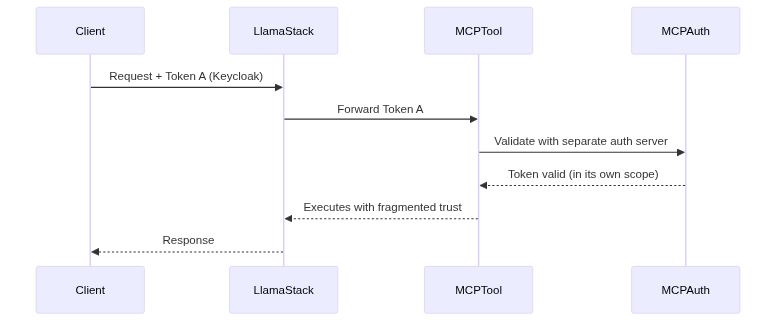 Client
LlamaStack
MCPTool
MCPAuth
Request + Token A (Keycloak)
Forward Token A
Validate with separate auth server
Token valid (in its own scope)
Executes with fragmented trust
Response
Client
LlamaStack
MCPTool
MCPAuth